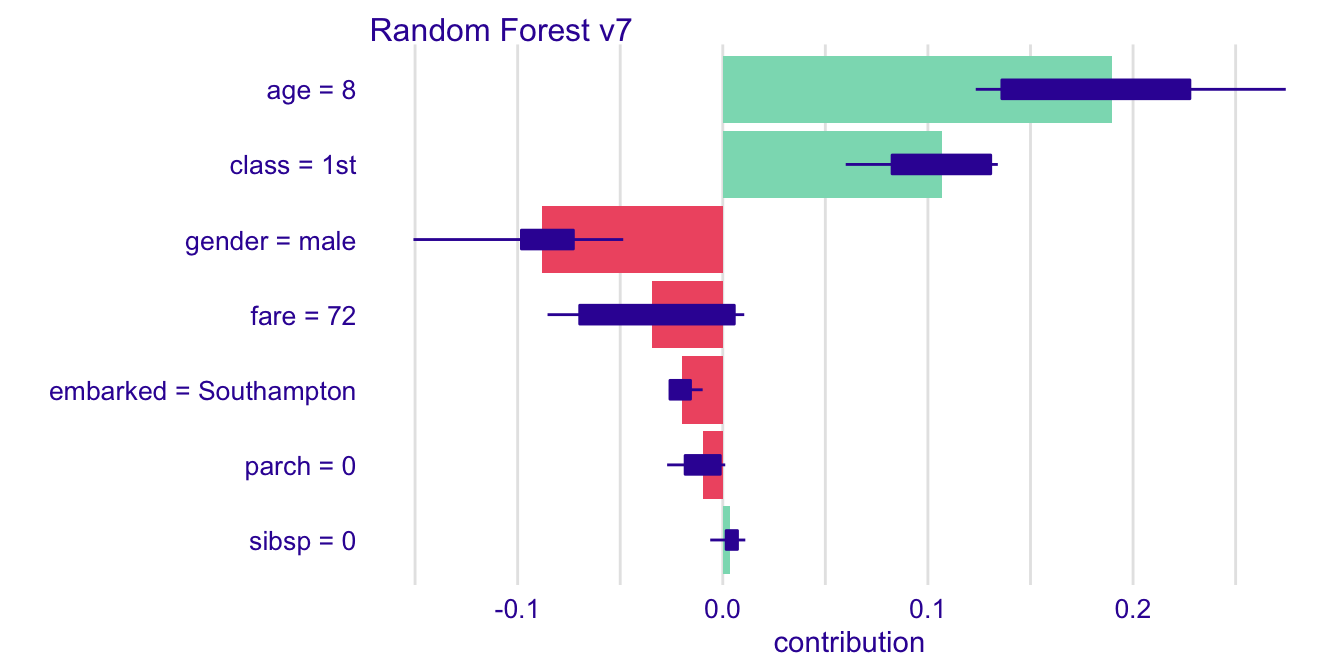 Random Forest v7
age = 8
class = 1st
gender = male
fare = 72
embarked = Southampton
parch = 0
sibsp = 0
-0.1 0.0 0.1 0.2
contribution